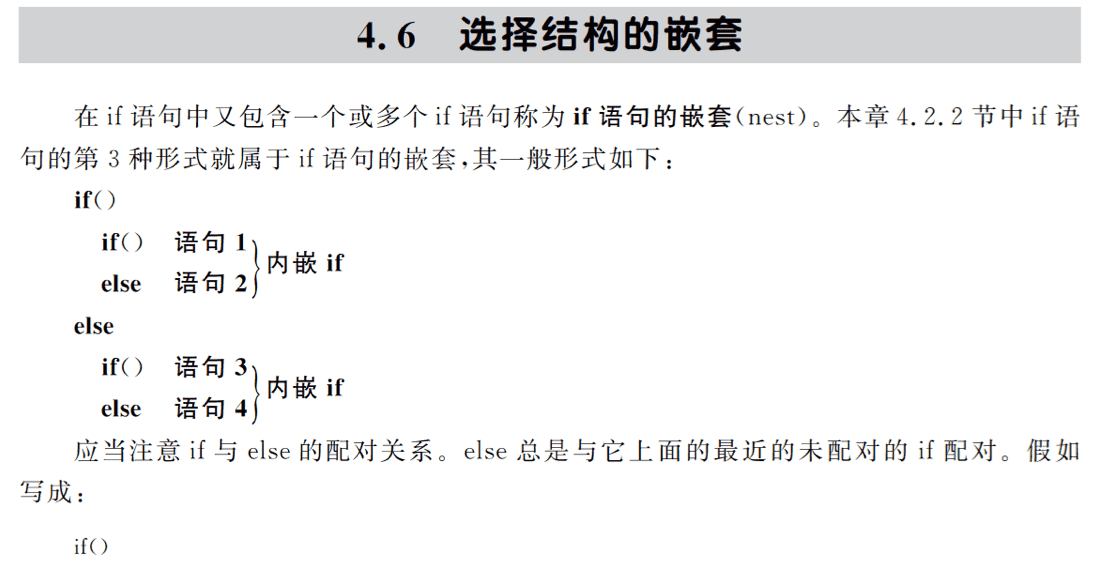 4.6 选择结构的嵌套
在 if 语句中又包含一个或多个 if 语句称为 if 语句的嵌套(nest)。本章 4.2.2 节中 if 语
句的第 3 种形式就属于 if 语句的嵌套,其一般形式如下:
if()
if() 语句 1
内嵌 if
else 语句 2
else
if() 语句 3
内嵌 if
else 语句 4
应当注意 if 与 else 的配对关系。else 总是与它上面的最近的未配对的 if 配对。假如
写成:
if()